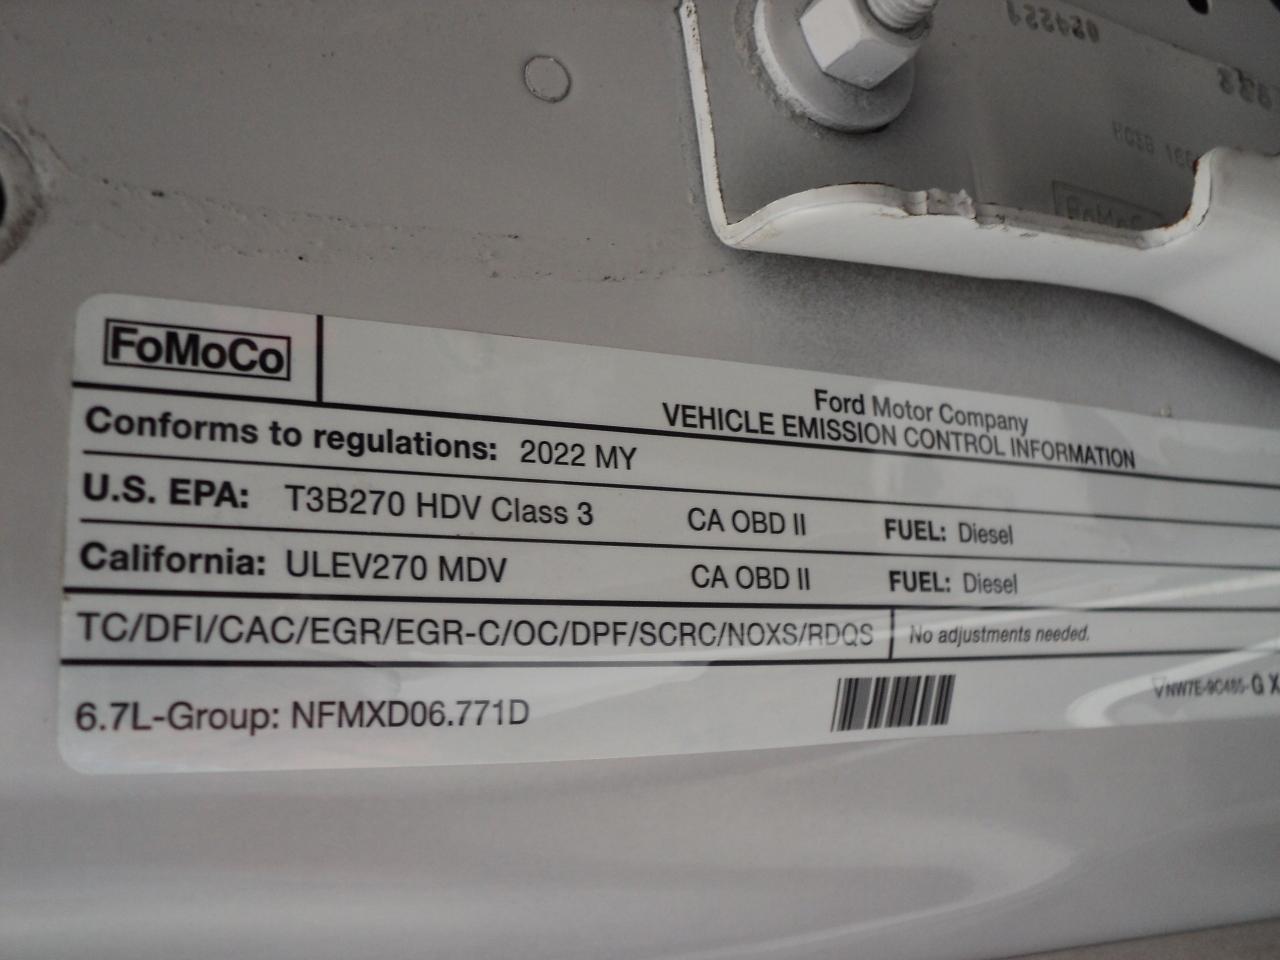 FoMoCo
Ford Motor Company
VEHICLE EMISSION CONTROL INFORMATION
Conforms to regulations: 2022 MY
U.S. EPA: T3B270 HDV Class 3 CA OBD II FUEL: Diesel
California: ULEV270 MDV CA OBD II FUEL: Diesel
TC/DFI/CAC/EGR/EGR-C/OC/DPF/SCRC/NOXS/RDQS No adjustments needed.
6.7L-Group: NFMXD06.771D
NW7E-9C485-G X